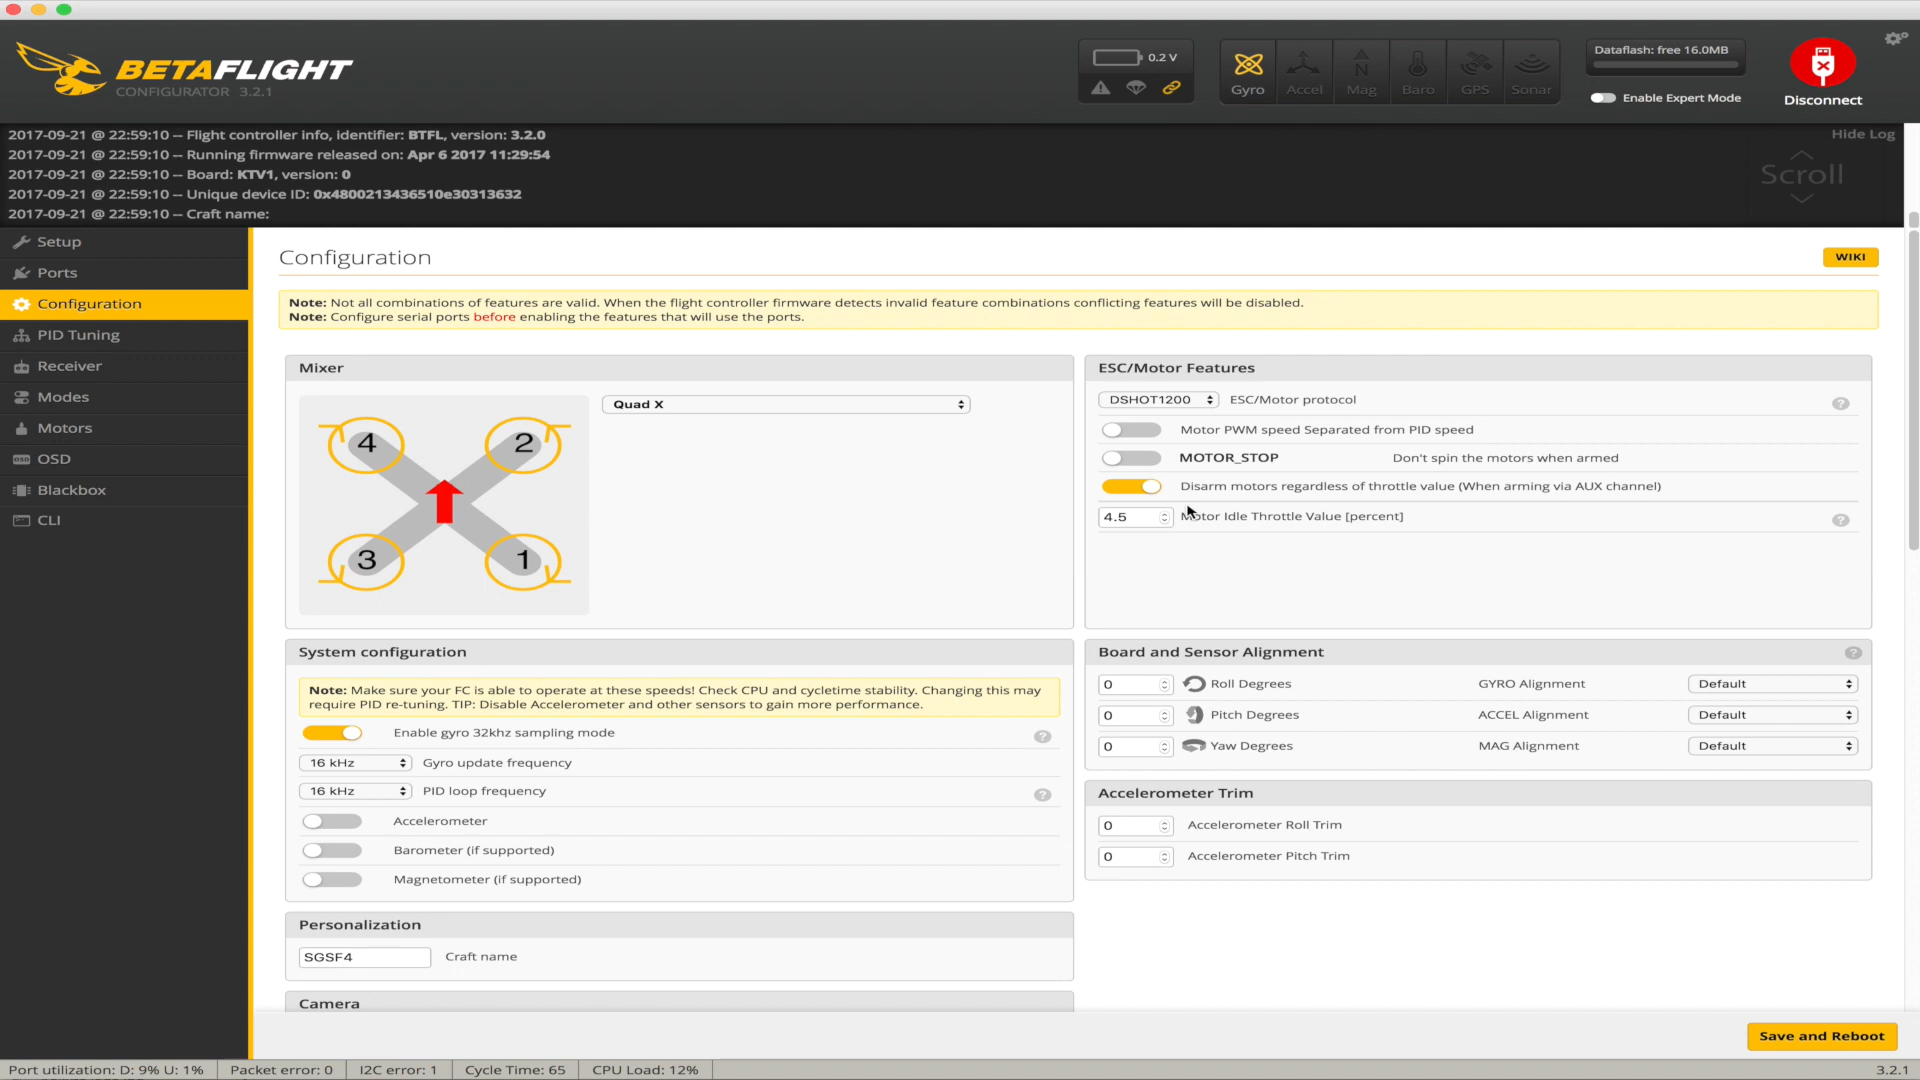 BETAFLIGHT
CONFIGURATOR 3.2.1
0.2 V
Gyro
Accel
N
Mag
Baro
GPS
Sonar
Dataflash: free 16.0MB
Enable Expert Mode
Disconnect
2017-09-21 @ 22:59:10 -- Flight controller info, identifier: BTFL, version: 3.2.0
2017-09-21 @ 22:59:10 -- Running firmware released on: Apr 6 2017 11:29:54
2017-09-21 @ 22:59:10 -- Board: KTV1, version: 0
2017-09-21 @ 22:59:10 -- Unique device ID: 0x4800213436510e30313632
2017-09-21 @ 22:59:10 -- Craft name:
Hide Log
Scroll
Setup
Ports
Configuration
PID Tuning
Receiver
Modes
Motors
OSD
Blackbox
CLI
Configuration
WIKI
Note: Not all combinations of features are valid. When the flight controller firmware detects invalid feature combinations conflicting features will be disabled.
Note: Configure serial ports before enabling the features that will use the ports.
Mixer
4
2
3
1
Quad X
ESC/Motor Features
DSHOT1200 ESC/Motor protocol ?
Motor PWM speed Separated from PID speed
MOTOR_STOP Don't spin the motors when armed
Disarm motors regardless of throttle value (When arming via AUX channel)
4.5 Motor Idle Throttle Value [percent] ?
System configuration
Note: Make sure your FC is able to operate at these speeds! Check CPU and cycletime stability. Changing this may
require PID re-tuning. TIP: Disable Accelerometer and other sensors to gain more performance.
Enable gyro 32khz sampling mode ?
16 kHz Gyro update frequency
16 kHz PID loop frequency ?
Accelerometer
Barometer (if supported)
Magnetometer (if supported)
Board and Sensor Alignment ?
0 Roll Degrees GYRO Alignment Default
0 Pitch Degrees ACCEL Alignment Default
0 Yaw Degrees MAG Alignment Default
Accelerometer Trim
0 Accelerometer Roll Trim
0 Accelerometer Pitch Trim
Personalization
SGSF4 Craft name
Camera
Save and Reboot
Port utilization: D: 9% U: 1% Packet error: 0 I2C error: 1 Cycle Time: 65 CPU Load: 12% 3.2.1